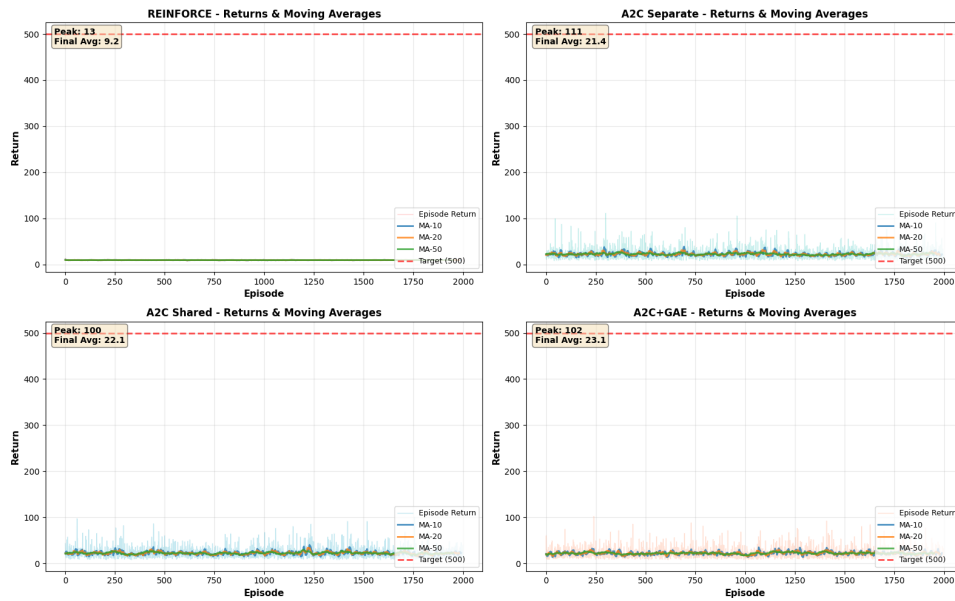 REINFORCE - Returns & Moving Averages
Peak: 13
Final Avg: 9.2
Return
500
400
300
200
100
0
Episode Return
MA-10
MA-20
MA-50
Target (500)
0 250 500 750 1000 1250 1500 1750 2000
Episode
A2C Separate - Returns & Moving Averages
Peak: 111
Final Avg: 21.4
Return
500
400
300
200
100
0
Episode Return
MA-10
MA-20
MA-50
Target (500)
0 250 500 750 1000 1250 1500 1750 2000
Episode
A2C Shared - Returns & Moving Averages
Peak: 100
Final Avg: 22.1
Return
500
400
300
200
100
0
Episode Return
MA-10
MA-20
MA-50
Target (500)
0 250 500 750 1000 1250 1500 1750 2000
Episode
A2C+GAE - Returns & Moving Averages
Peak: 102
Final Avg: 23.1
Return
500
400
300
200
100
0
Episode Return
MA-10
MA-20
MA-50
Target (500)
0 250 500 750 1000 1250 1500 1750 2000
Episode